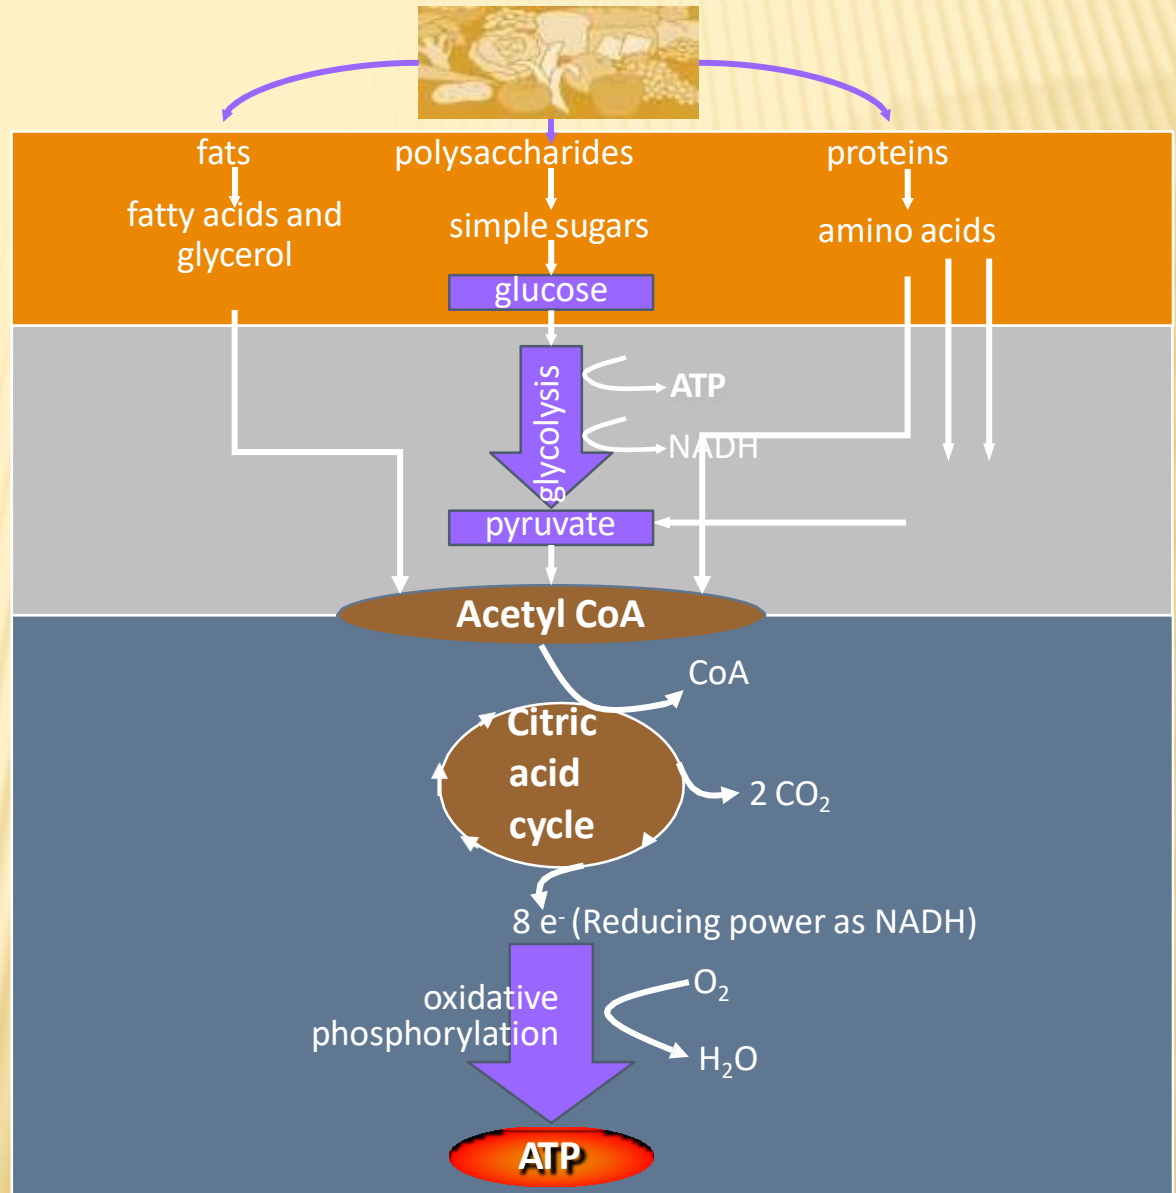 fats
polysaccharides
proteins
fatty acids and
glycerol
simple sugars
amino acids
glucose
glycolysis
ATP
NADH
pyruvate
Acetyl CoA
CoA
Citric
acid
cycle
2 CO₂
8 e⁻ (Reducing power as NADH)
oxidative
phosphorylation
O₂
H₂O
ATP